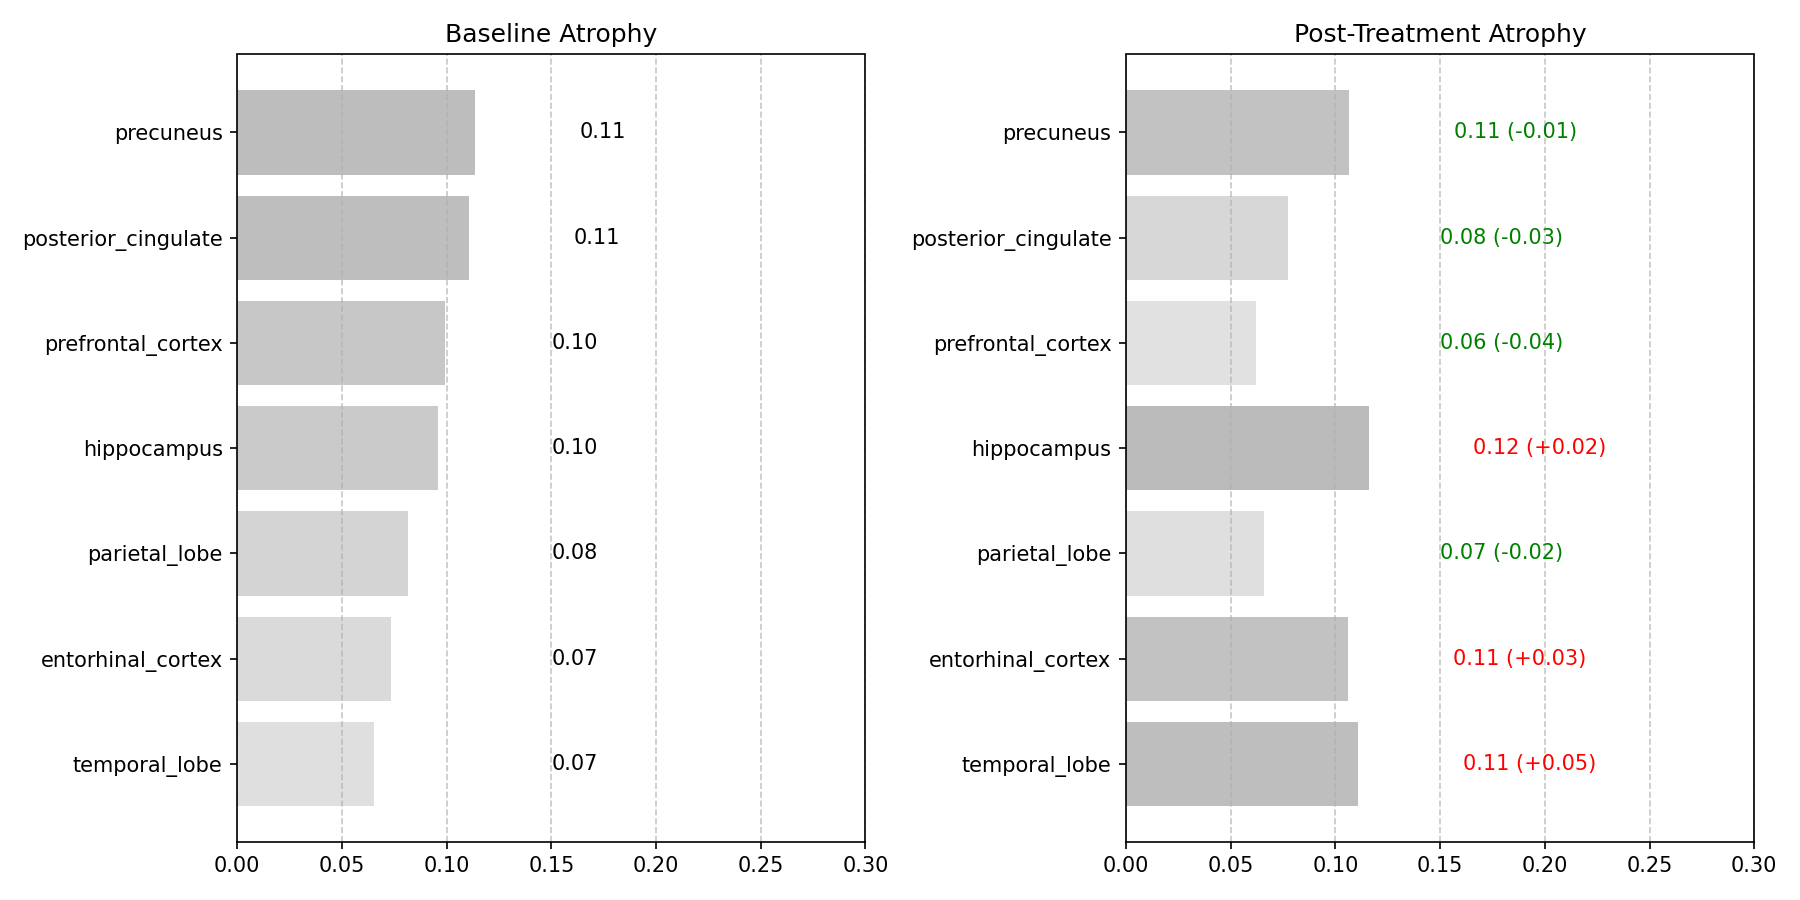 Baseline Atrophy
precuneus 0.11
posterior_cingulate 0.11
prefrontal_cortex 0.10
hippocampus 0.10
parietal_lobe 0.08
entorhinal_cortex 0.07
temporal_lobe 0.07
0.00 0.05 0.10 0.15 0.20 0.25 0.30
Post-Treatment Atrophy
precuneus 0.11 (-0.01)
posterior_cingulate 0.08 (-0.03)
prefrontal_cortex 0.06 (-0.04)
hippocampus 0.12 (+0.02)
parietal_lobe 0.07 (-0.02)
entorhinal_cortex 0.11 (+0.03)
temporal_lobe 0.11 (+0.05)
0.00 0.05 0.10 0.15 0.20 0.25 0.30